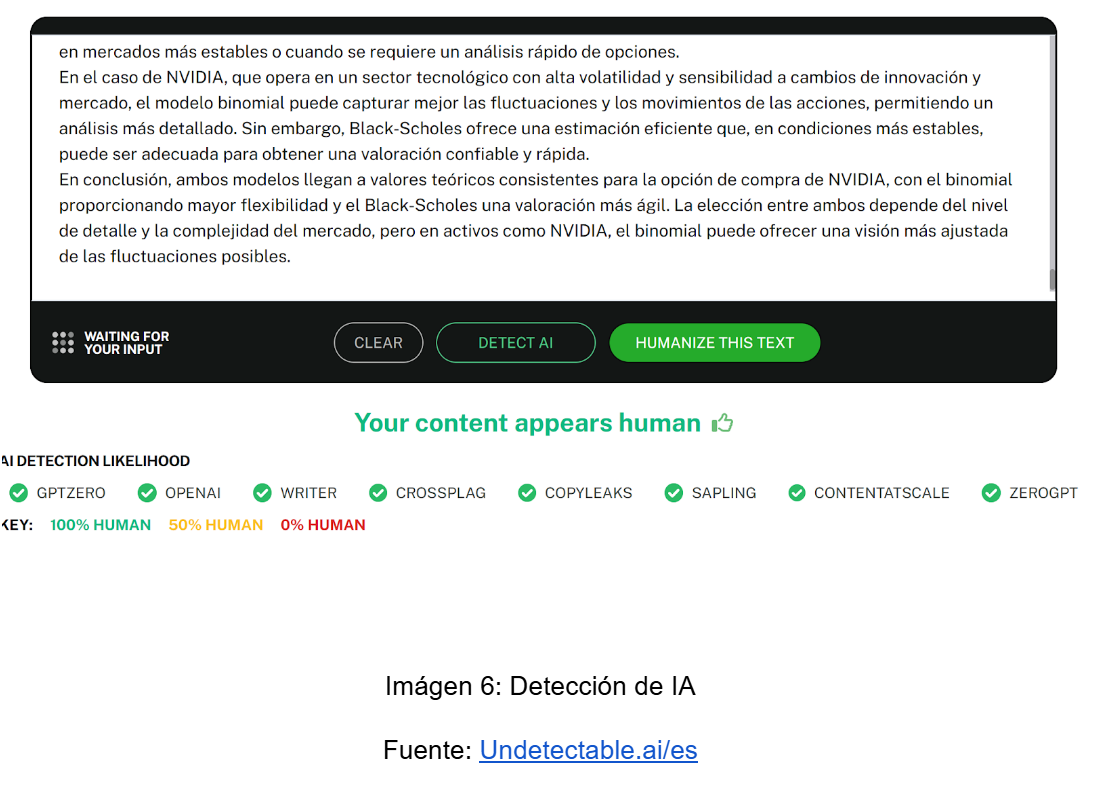 en mercados más estables o cuando se requiere un análisis rápido de opciones.
En el caso de NVIDIA, que opera en un sector tecnológico con alta volatilidad y sensibilidad a cambios de innovación y
mercado, el modelo binomial puede capturar mejor las fluctuaciones y los movimientos de las acciones, permitiendo un
análisis más detallado. Sin embargo, Black-Scholes ofrece una estimación eficiente que, en condiciones más estables,
puede ser adecuada para obtener una valoración confiable y rápida.
En conclusión, ambos modelos llegan a valores teóricos consistentes para la opción de compra de NVIDIA, con el binomial
proporcionando mayor flexibilidad y el Black-Scholes una valoración más ágil. La elección entre ambos depende del nivel
de detalle y la complejidad del mercado, pero en activos como NVIDIA, el binomial puede ofrecer una visión más ajustada
de las fluctuaciones posibles.
WAITING FOR
YOUR INPUT
CLEAR
DETECT AI
HUMANIZE THIS TEXT
Your content appears human
AI DETECTION LIKELIHOOD
GPTZERO OPENAI WRITER CROSSPLAG COPYLEAKS SAPLING CONTENTATSCALE ZEROGPT
KEY: 100% HUMAN 50% HUMAN 0% HUMAN
Imágen 6: Detección de IA
Fuente: Undetectable.ai/es